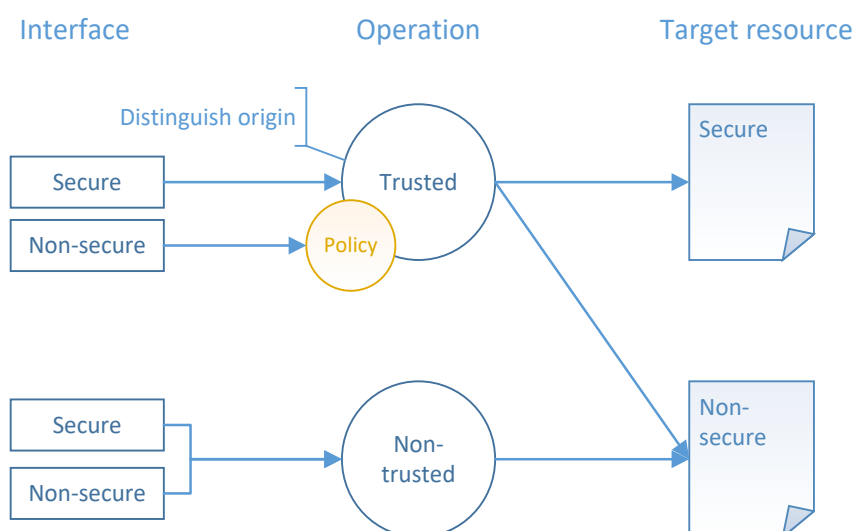 Interface
Operation
Target resource
Distinguish origin
Secure
Secure
Trusted
Non-secure
Policy
Secure
Non-
secure
Non-
trusted
Non-secure